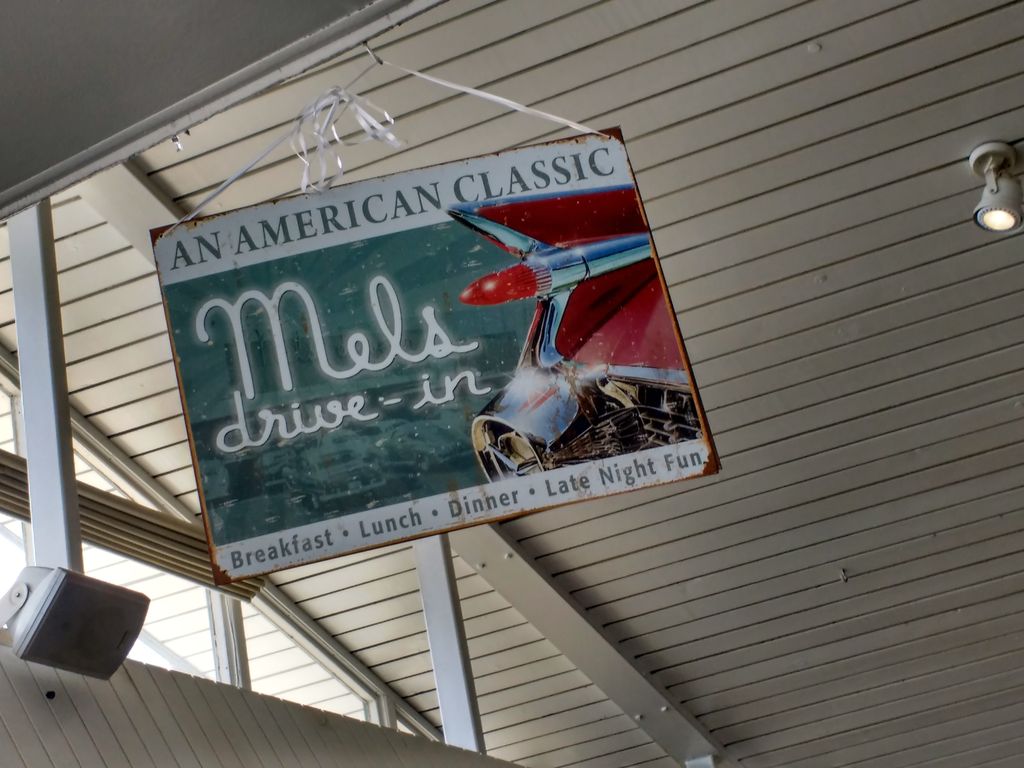 AN AMERICAN CLASSIC
Mels
drive-in
Breakfast • Lunch • Dinner • Late Night Fun